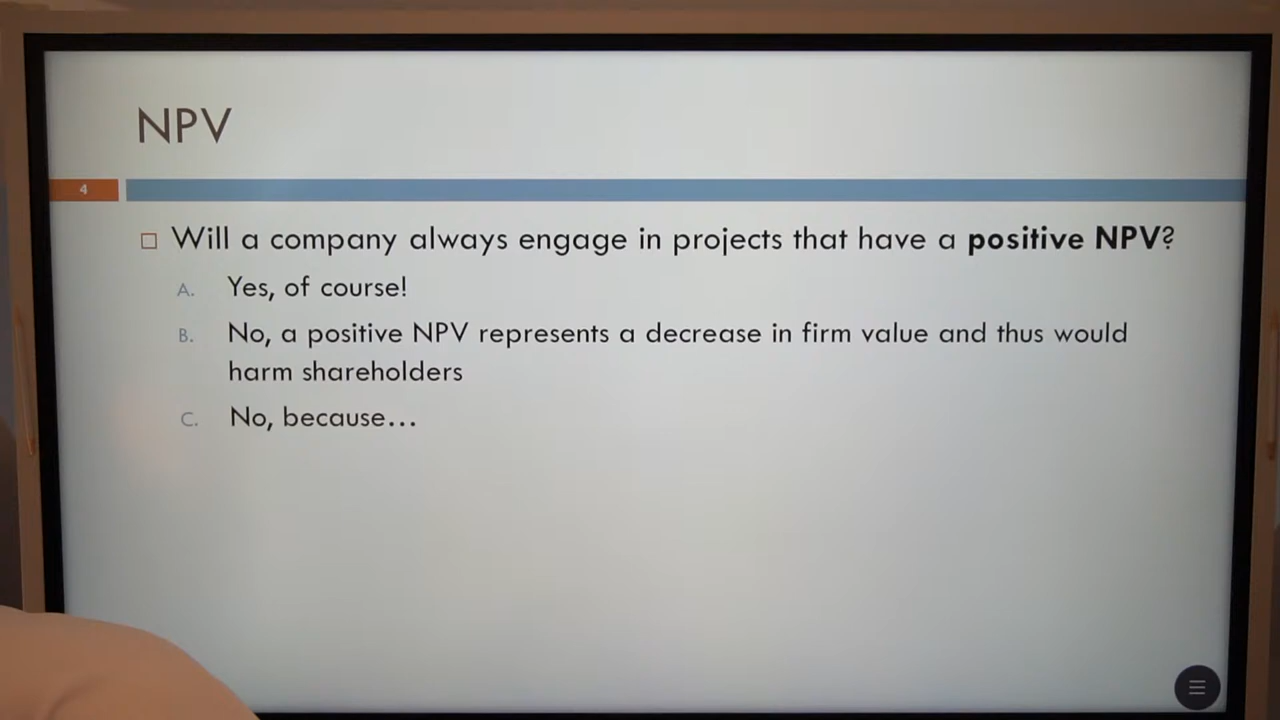 NPV
4
Will a company always engage in projects that have a positive NPV?
A. Yes, of course!
B. No, a positive NPV represents a decrease in firm value and thus would
harm shareholders
C. No, because...